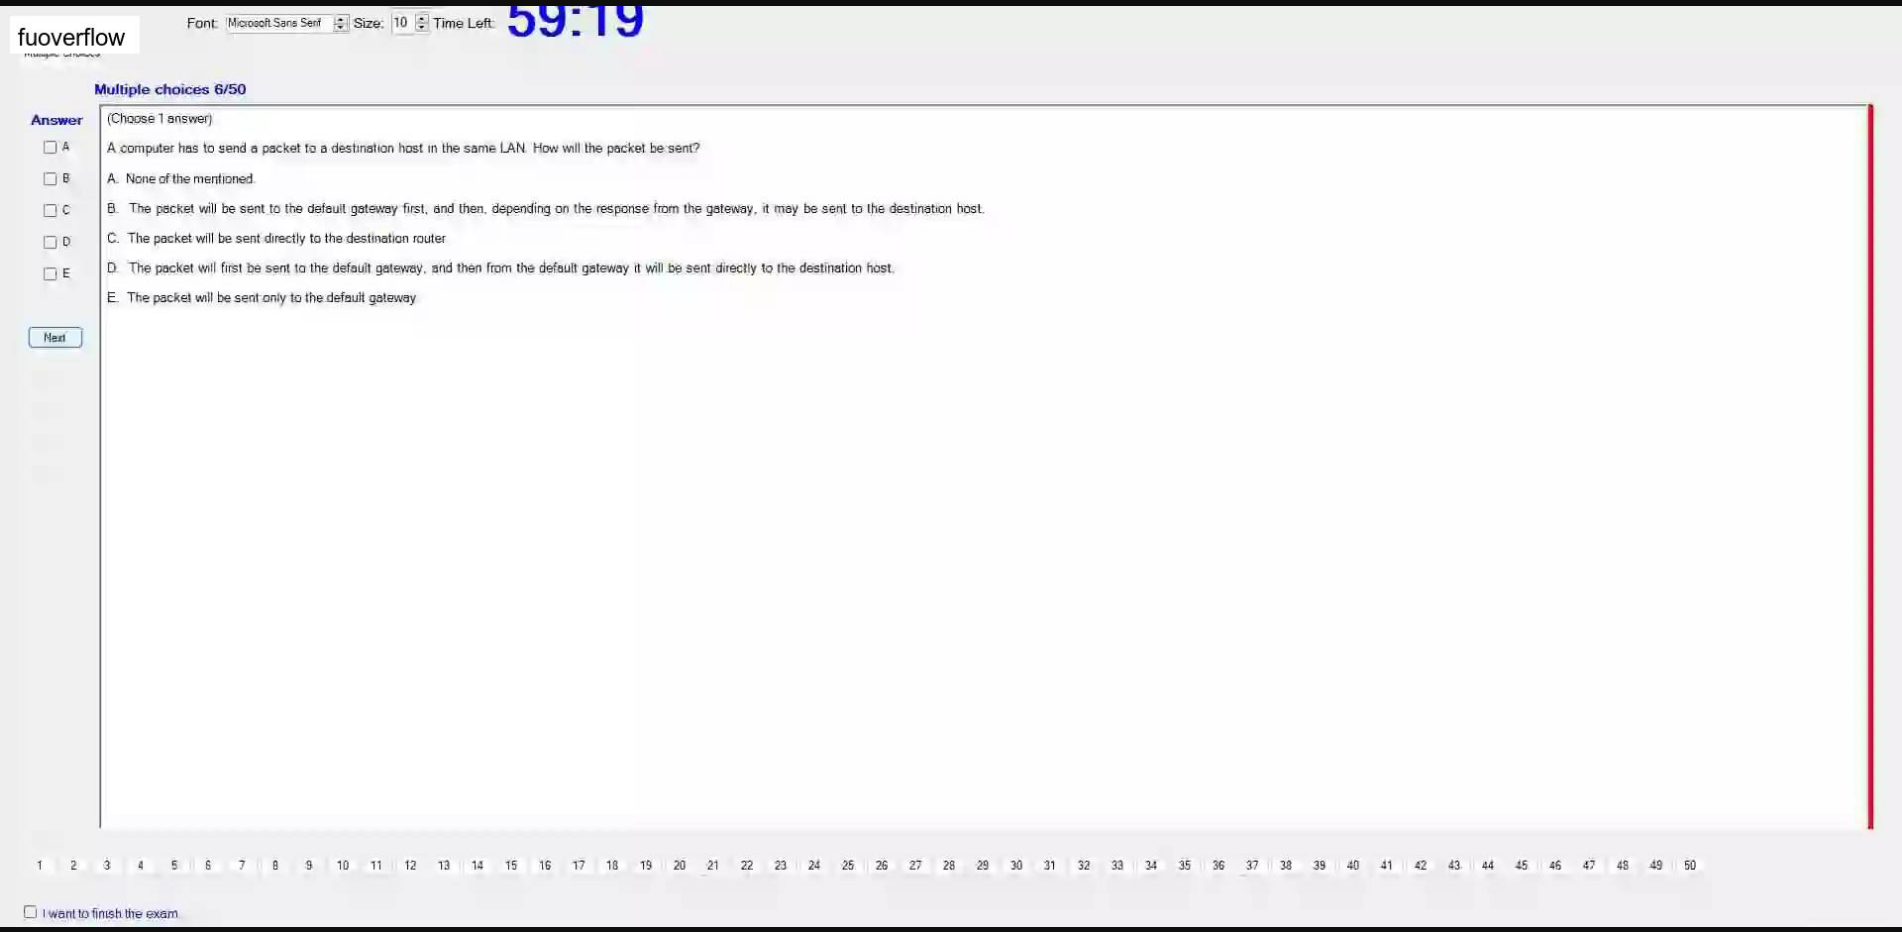 Font: Microsoft Sans Serif Size: 10 Time Left: 59:19
fuoverflow
Multiple choices
Multiple choices 6/50
Answer
(Choose 1 answer)
A
A computer has to send a packet to a destination host in the same LAN. How will the packet be sent?
B
A. None of the mentioned.
C
B. The packet will be sent to the default gateway first, and then, depending on the response from the gateway, it may be sent to the destination host.
D
C. The packet will be sent directly to the destination router
E
D. The packet will first be sent to the default gateway, and then from the default gateway it will be sent directly to the destination host.
E. The packet will be sent only to the default gateway
Next
1 2 3 4 5 6 7 8 9 10 11 12 13 14 15 16 17 18 19 20 21 22 23 24 25 26 27 28 29 30 31 32 33 34 35 36 37 38 39 40 41 42 43 44 45 46 47 48 49 50
I want to finish the exam.